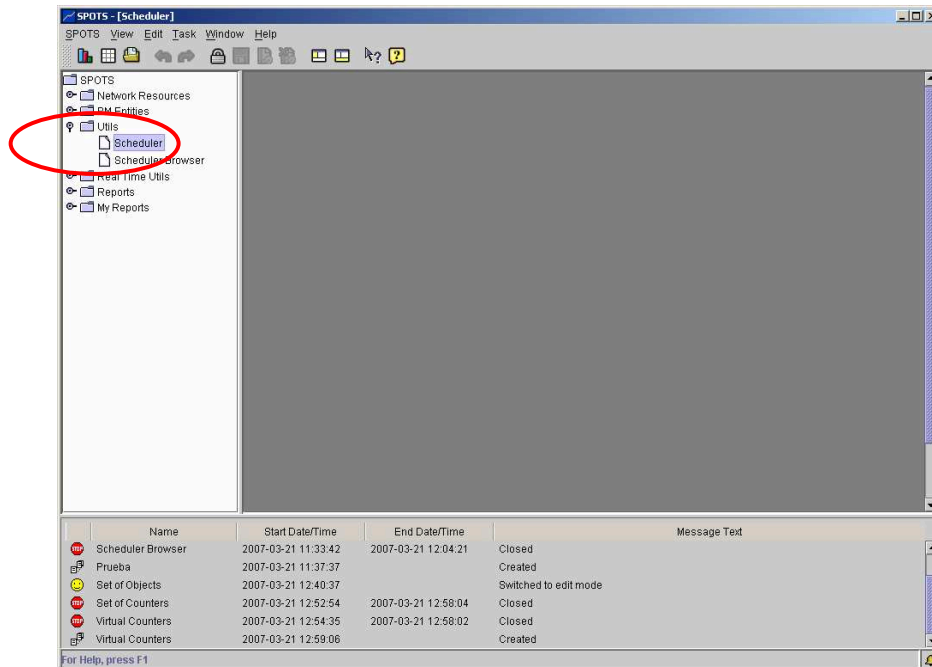 SPOTS - [Scheduler]
SPOTS View Edit Task Window Help
SPOTS
Network Resources
PM Entities
Utils
Scheduler
Scheduler Browser
Real Time Utils
Reports
My Reports
Name Start Date/Time End Date/Time Message Text
STOP Scheduler Browser 2007-03-21 11:33:42 2007-03-21 12:04:21 Closed
Prueba 2007-03-21 11:37:37 Created
Set of Objects 2007-03-21 12:40:37 Switched to edit mode
STOP Set of Counters 2007-03-21 12:52:54 2007-03-21 12:58:04 Closed
STOP Virtual Counters 2007-03-21 12:54:35 2007-03-21 12:58:02 Closed
Virtual Counters 2007-03-21 12:59:06 Created
For Help, press F1